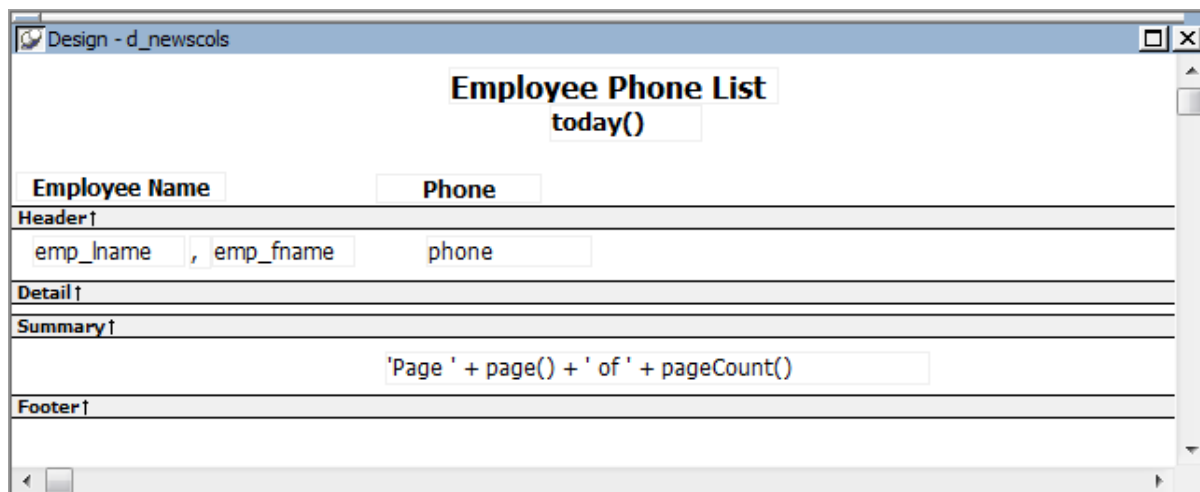 Design - d_newscols
Employee Phone List
today()
Employee Name Phone
Header↑
emp_lname , emp_fname phone
Detail↑
Summary↑
'Page ' + page() + ' of ' + pageCount()
Footer↑